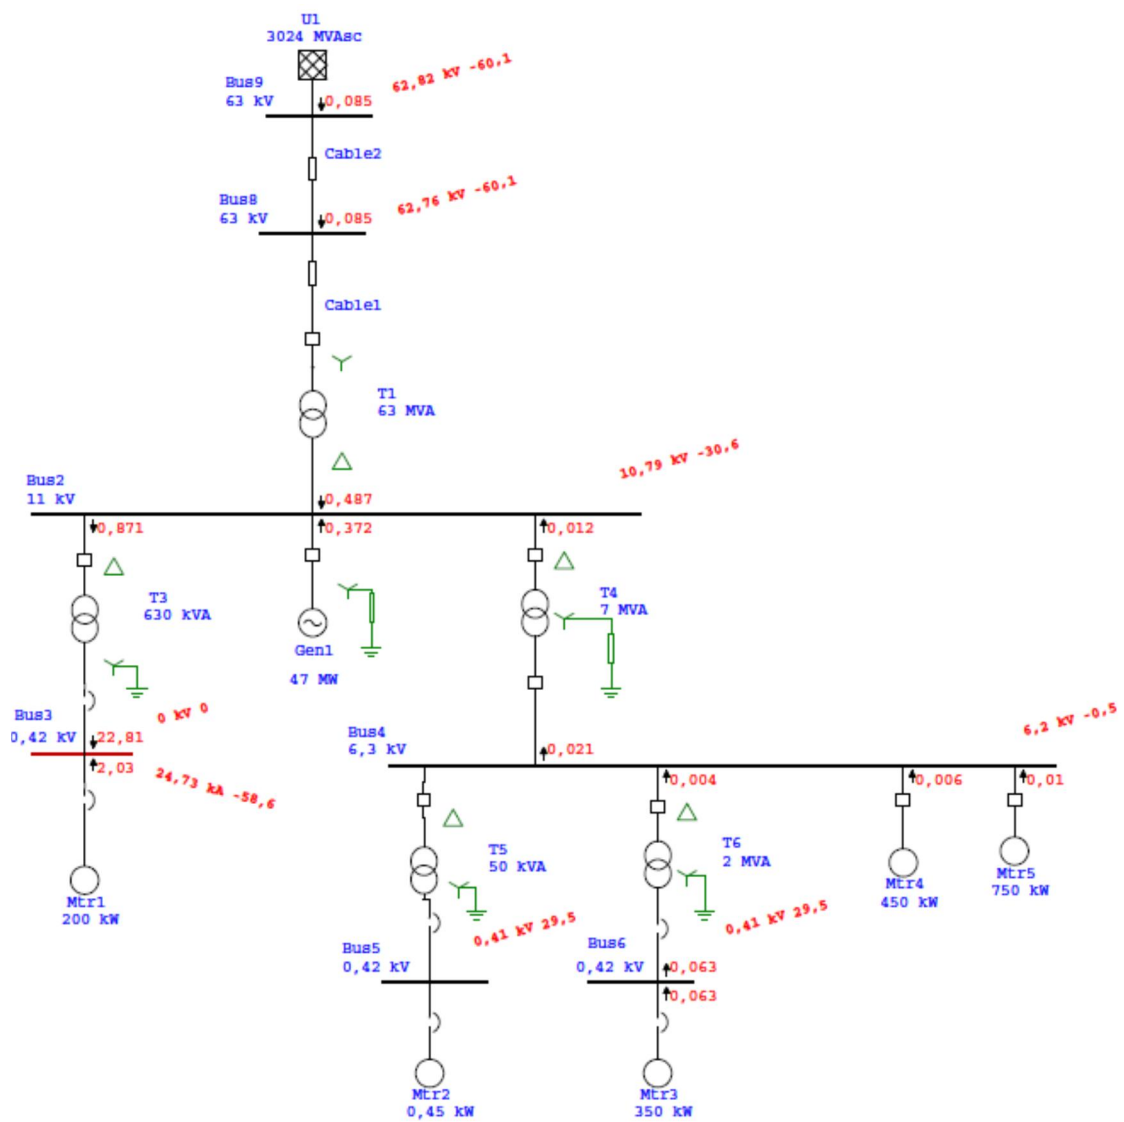 U1
3024 MVAsc
62,82 kV -60,1
Bus9
63 kV
0,085
Cable2
62,76 kV -60,1
Bus8
63 kV
0,085
Cable1
T1
63 MVA
10,79 kV -30,6
Bus2
11 kV
0,487
0,871
0,372
0,012
T3
630 kVA
T4
7 MVA
Gen1
47 MW
Bus3
0,42 kV
0 kV 0
22,81
2,03
24,73 kA -58,6
Bus4
6,3 kV
6,2 kV -0,5
0,021
0,004
0,006
0,01
T5
50 kVA
T6
2 MVA
Mtr1
200 kW
Mtr4
450 kW
Mtr5
750 kW
0,41 kV 29,5
0,41 kV 29,5
Bus5
0,42 kV
Bus6
0,42 kV
0,063
0,063
Mtr2
0,45 kW
Mtr3
350 kW